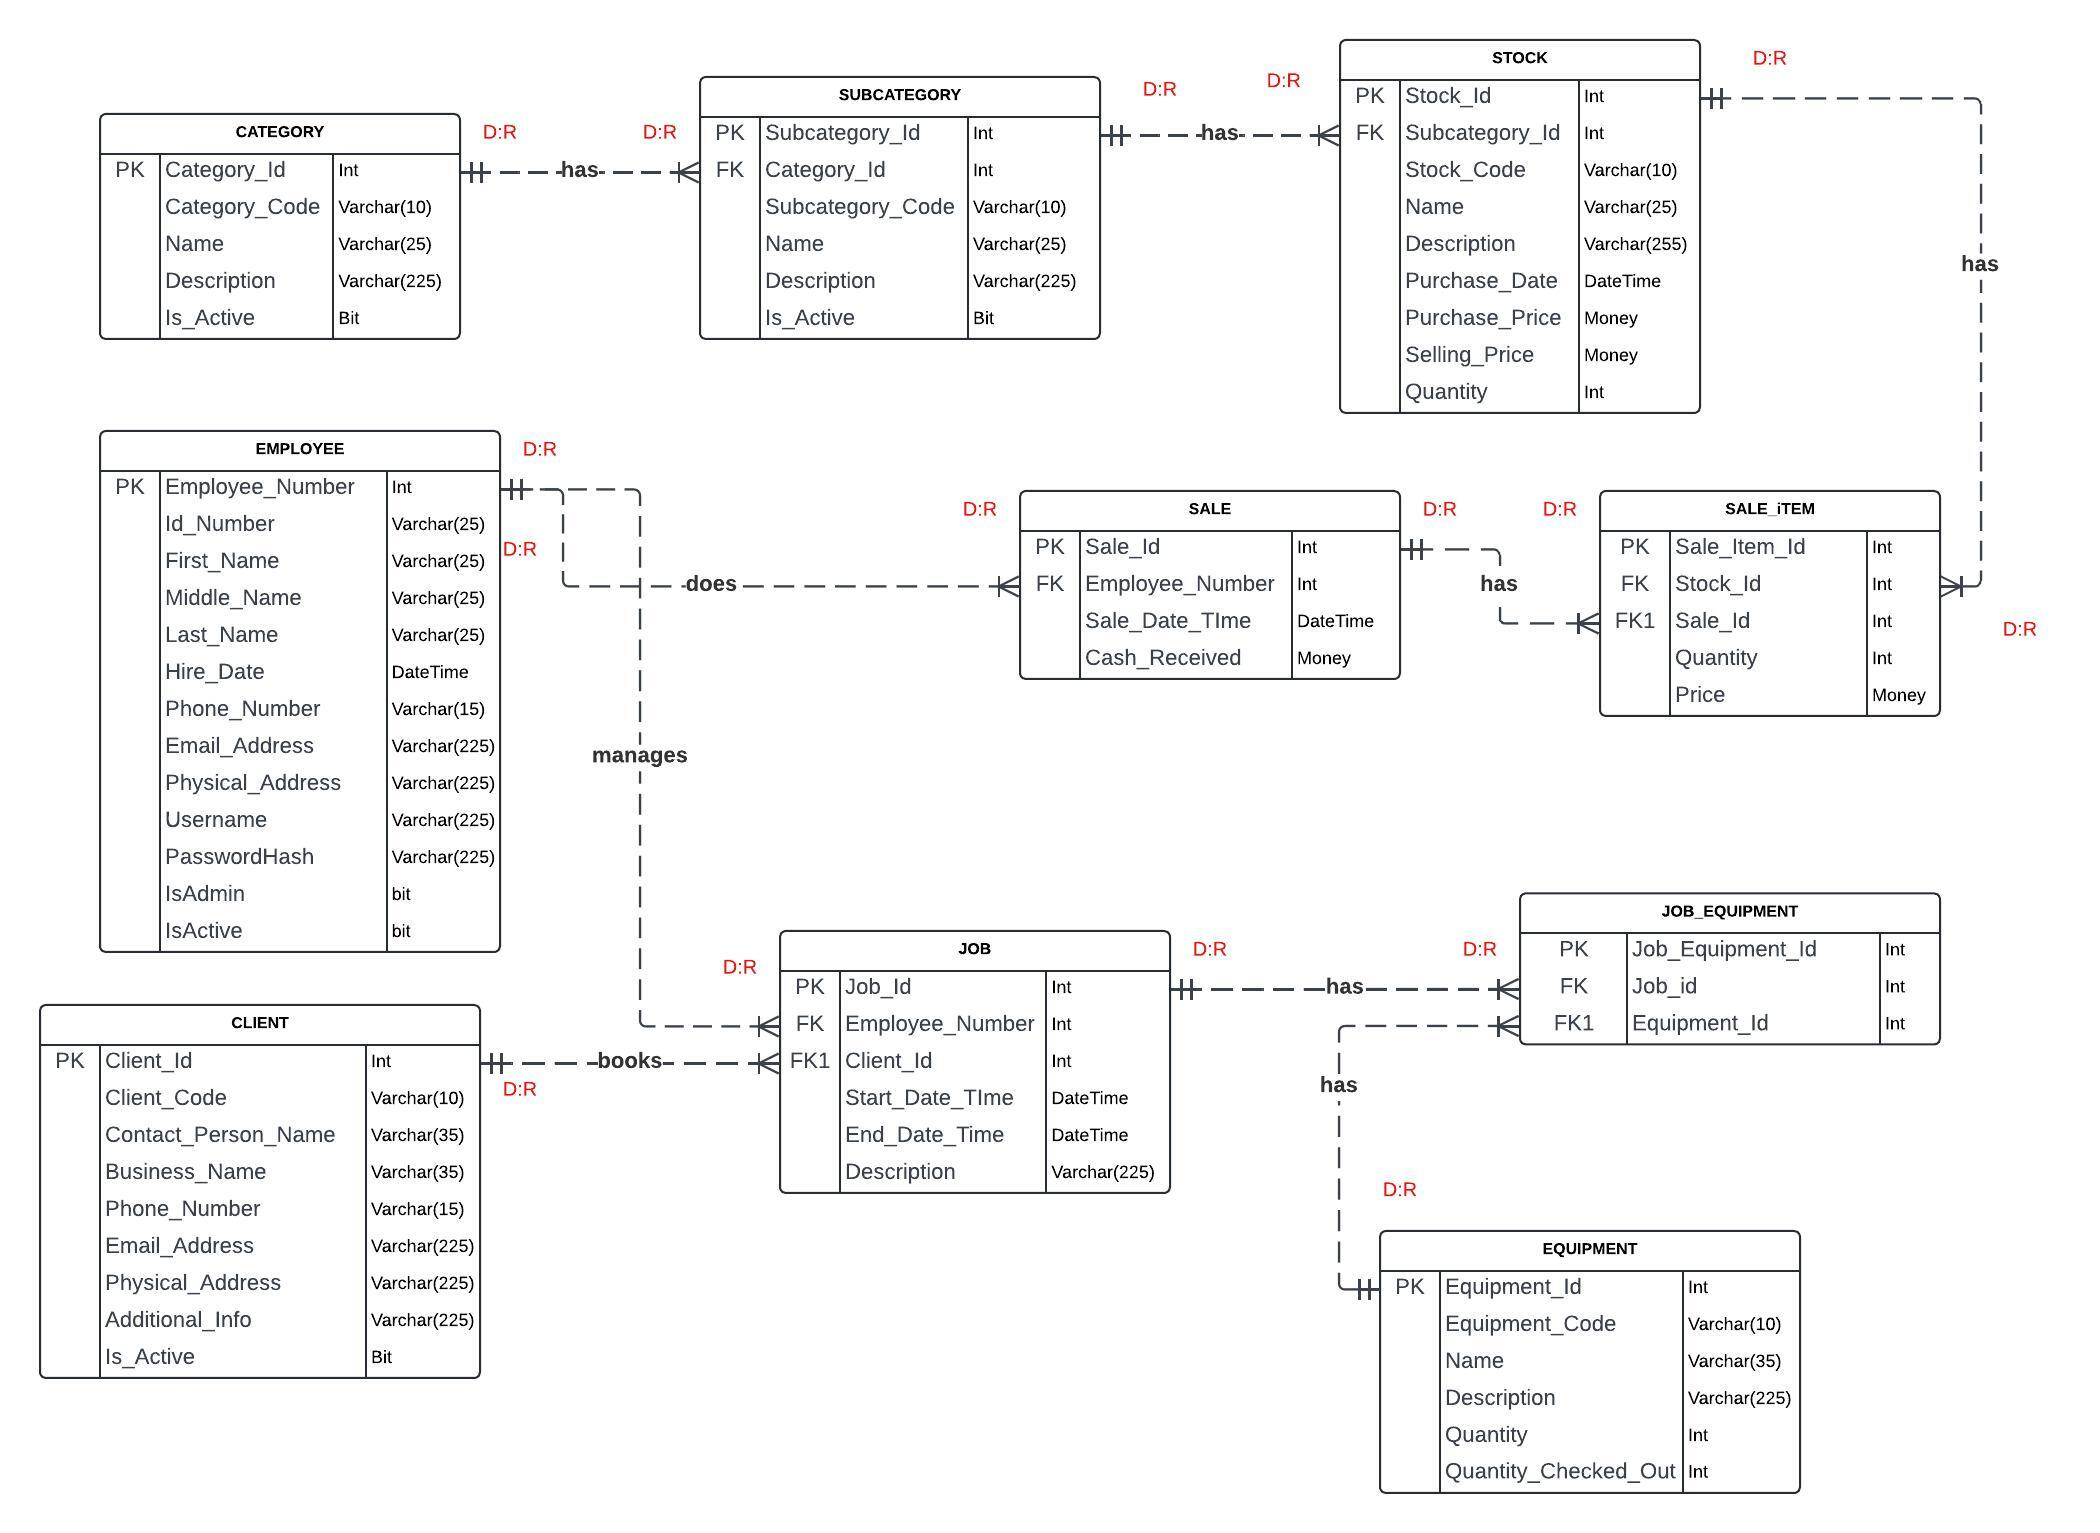 CATEGORY
PK Category_Id Int
Category_Code Varchar(10)
Name Varchar(25)
Description Varchar(225)
Is_Active Bit
D:R
has
D:R
SUBCATEGORY
PK Subcategory_Id Int
FK Category_Id Int
Subcategory_Code Varchar(10)
Name Varchar(25)
Description Varchar(225)
Is_Active Bit
D:R
has
D:R
STOCK
PK Stock_Id Int
FK Subcategory_Id Int
Stock_Code Varchar(10)
Name Varchar(25)
Description Varchar(255)
Purchase_Date DateTime
Purchase_Price Money
Selling_Price Money
Quantity Int
D:R
has
D:R
EMPLOYEE
PK Employee_Number Int
Id_Number Varchar(25)
First_Name Varchar(25)
Middle_Name Varchar(25)
Last_Name Varchar(25)
Hire_Date DateTime
Phone_Number Varchar(15)
Email_Address Varchar(225)
Physical_Address Varchar(225)
Username Varchar(225)
PasswordHash Varchar(225)
IsAdmin bit
IsActive bit
D:R
D:R
does
manages
D:R
SALE
PK Sale_Id Int
FK Employee_Number Int
Sale_Date_TIme DateTime
Cash_Received Money
D:R
has
D:R
SALE_iTEM
PK Sale_Item_Id Int
FK Stock_Id Int
FK1 Sale_Id Int
Quantity Int
Price Money
CLIENT
PK Client_Id Int
Client_Code Varchar(10)
Contact_Person_Name Varchar(35)
Business_Name Varchar(35)
Phone_Number Varchar(15)
Email_Address Varchar(225)
Physical_Address Varchar(225)
Additional_Info Varchar(225)
Is_Active Bit
books
D:R
D:R
JOB
PK Job_Id Int
FK Employee_Number Int
FK1 Client_Id Int
Start_Date_TIme DateTime
End_Date_Time DateTime
Description Varchar(225)
D:R
has
D:R
JOB_EQUIPMENT
PK Job_Equipment_Id Int
FK Job_id Int
FK1 Equipment_Id Int
has
D:R
EQUIPMENT
PK Equipment_Id Int
Equipment_Code Varchar(10)
Name Varchar(35)
Description Varchar(225)
Quantity Int
Quantity_Checked_Out Int